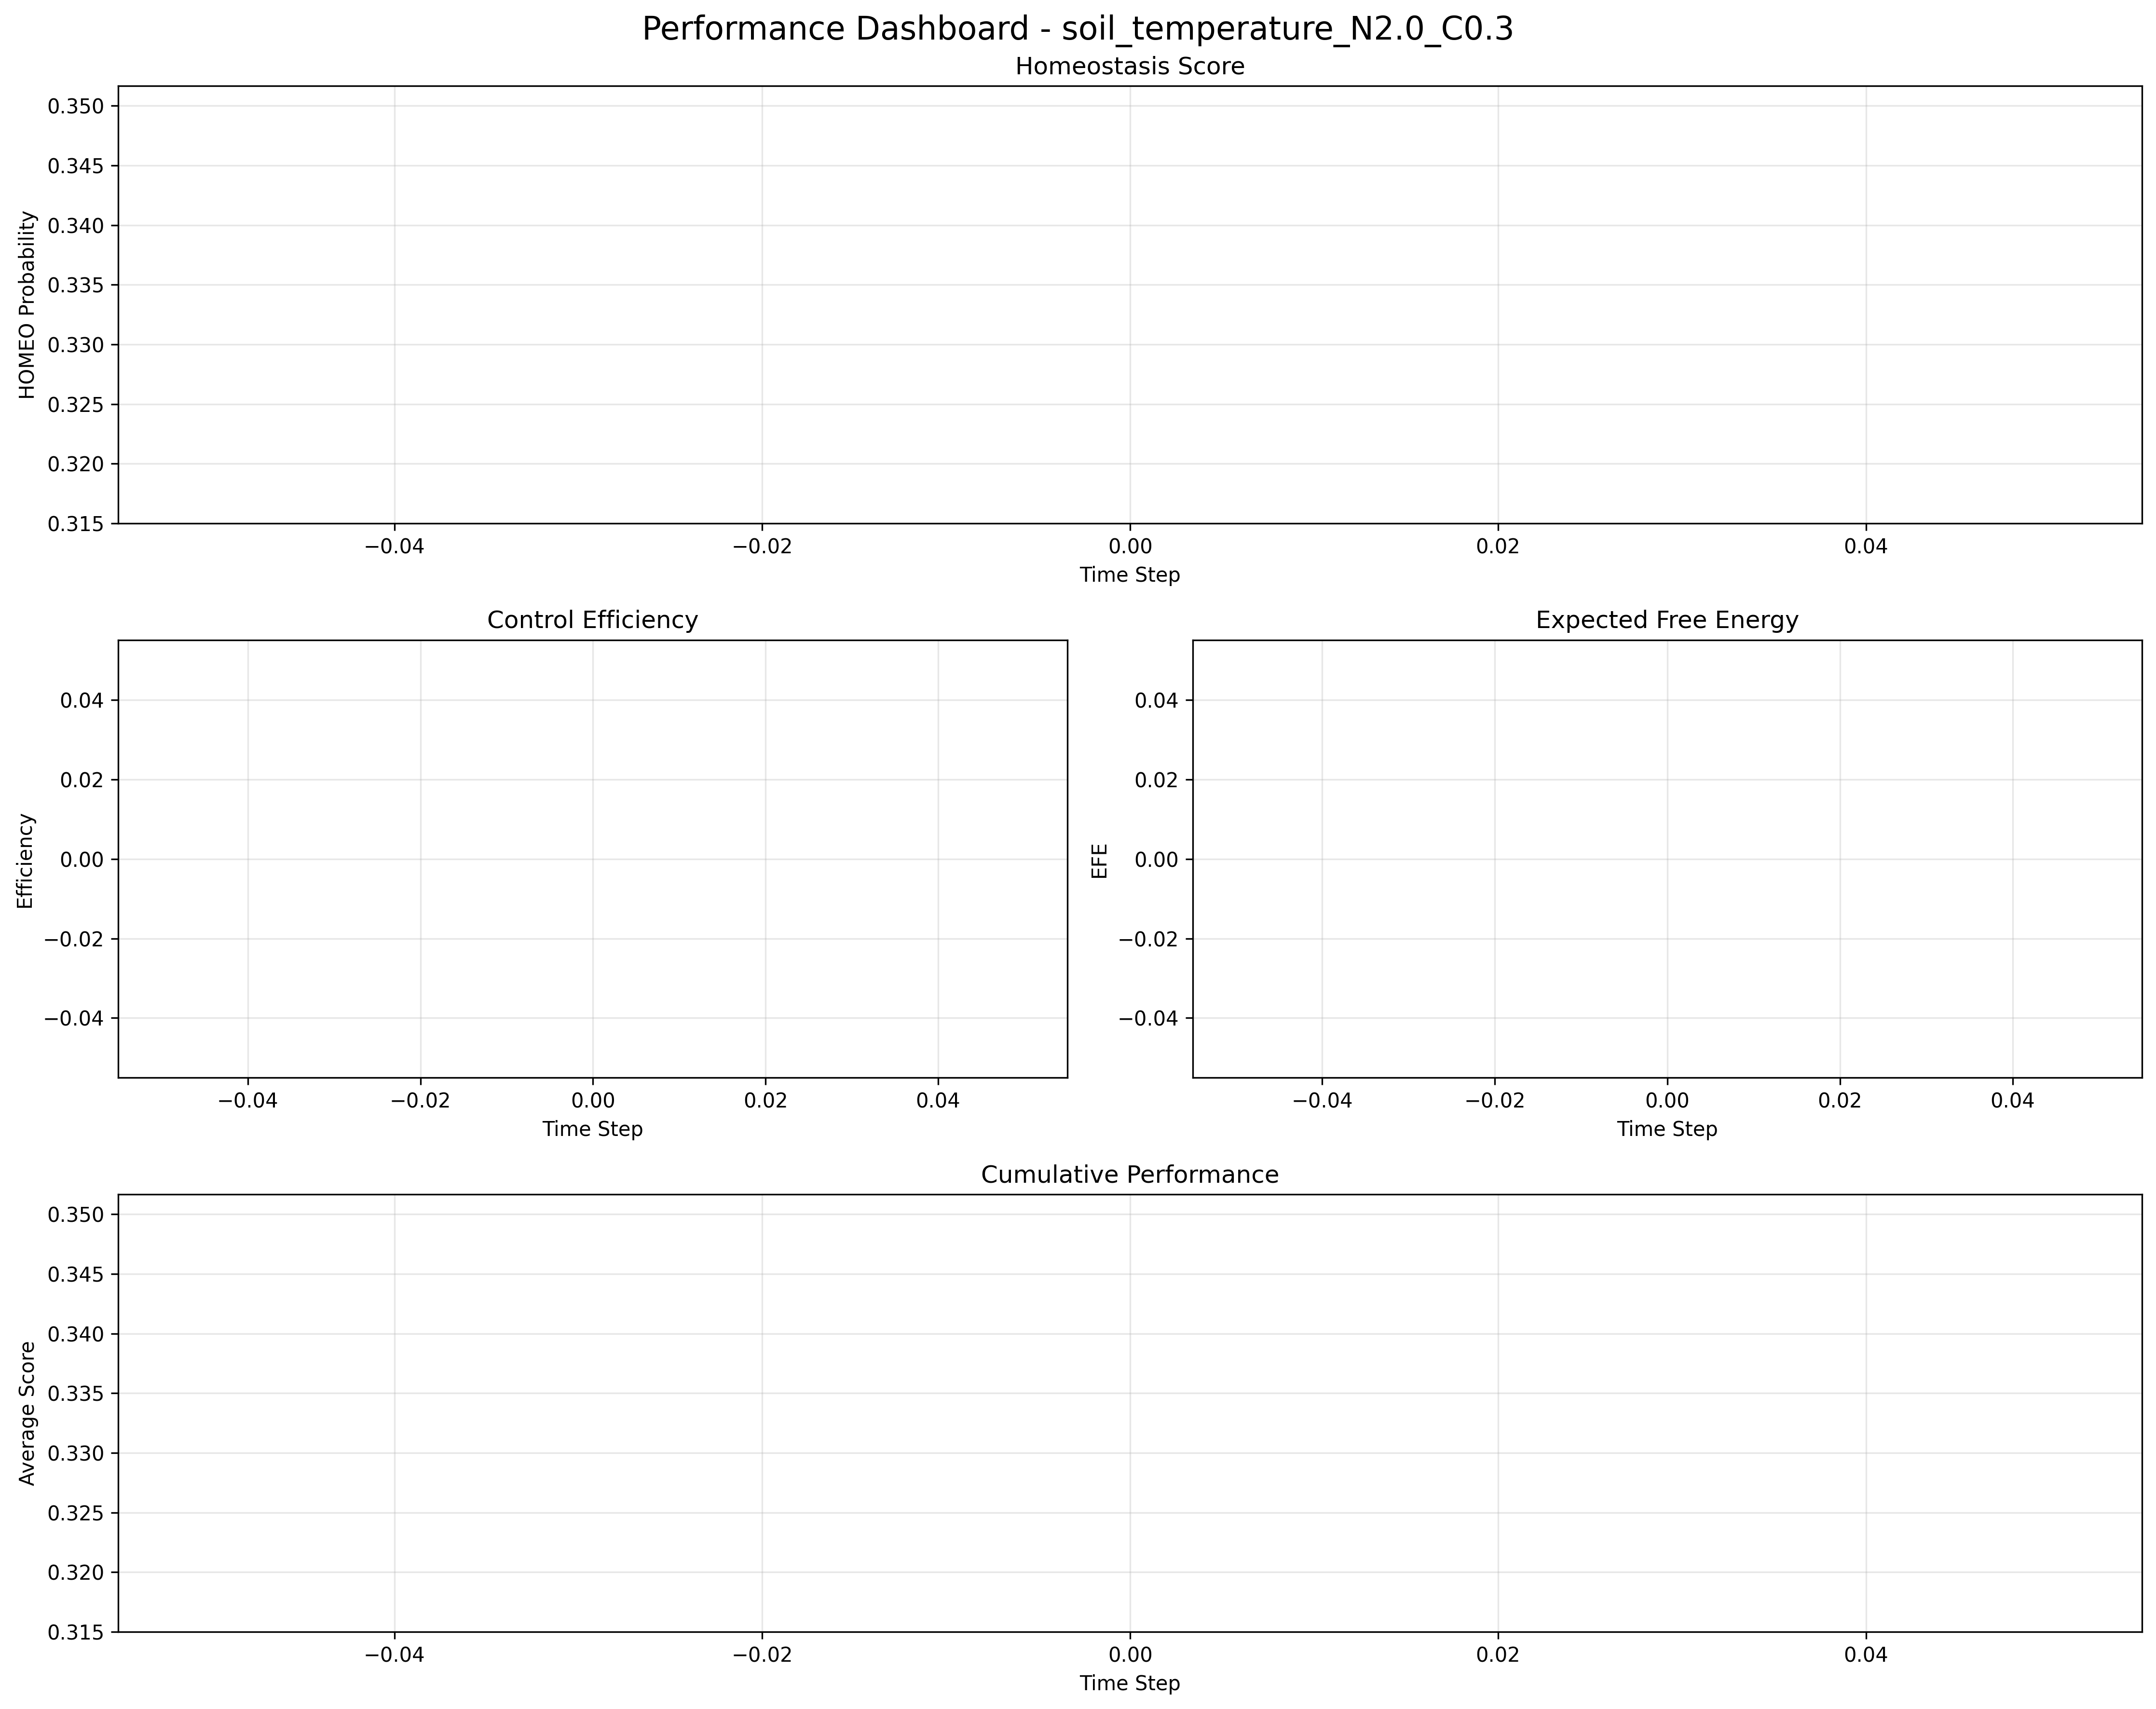 Performance Dashboard - soil_temperature_N2.0_C0.3
Homeostasis Score
HOMEO Probability
0.350
0.345
0.340
0.335
0.330
0.325
0.320
0.315
−0.04 −0.02 0.00 0.02 0.04
Time Step
Control Efficiency
Efficiency
0.04
0.02
0.00
−0.02
−0.04
−0.04 −0.02 0.00 0.02 0.04
Time Step
Expected Free Energy
EFE
0.04
0.02
0.00
−0.02
−0.04
−0.04 −0.02 0.00 0.02 0.04
Time Step
Cumulative Performance
Average Score
0.350
0.345
0.340
0.335
0.330
0.325
0.320
0.315
−0.04 −0.02 0.00 0.02 0.04
Time Step